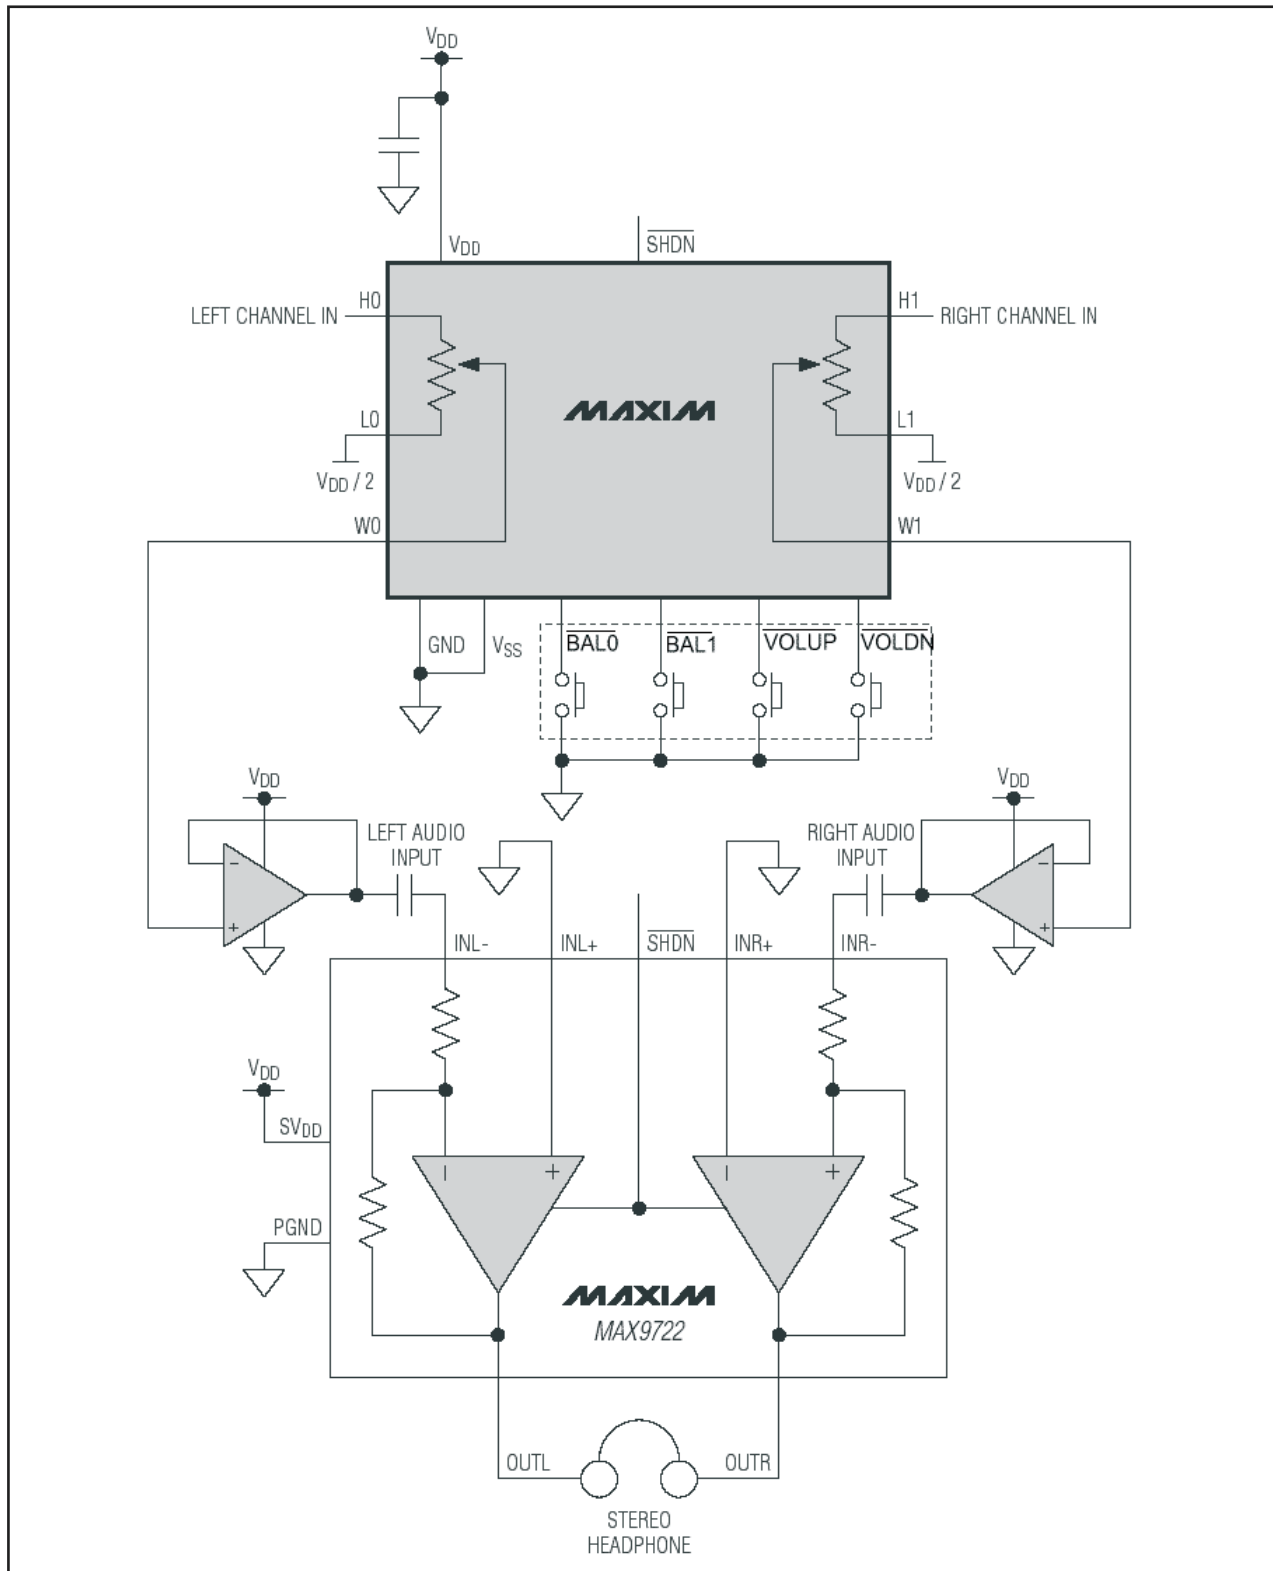 VDD
VDD
SHDN
H0
H1
LEFT CHANNEL IN
RIGHT CHANNEL IN
MAXIM
L0
L1
VDD / 2
VDD / 2
W0
W1
GND
VSS
BAL0
BAL1
VOLUP
VOLDN
VDD
VDD
LEFT AUDIO
INPUT
RIGHT AUDIO
INPUT
−
−
+
+
INL-
INL+
SHDN
INR+
INR-
VDD
SVDD
−
+
−
+
PGND
MAXIM
MAX9722
OUTL
OUTR
STEREO
HEADPHONE